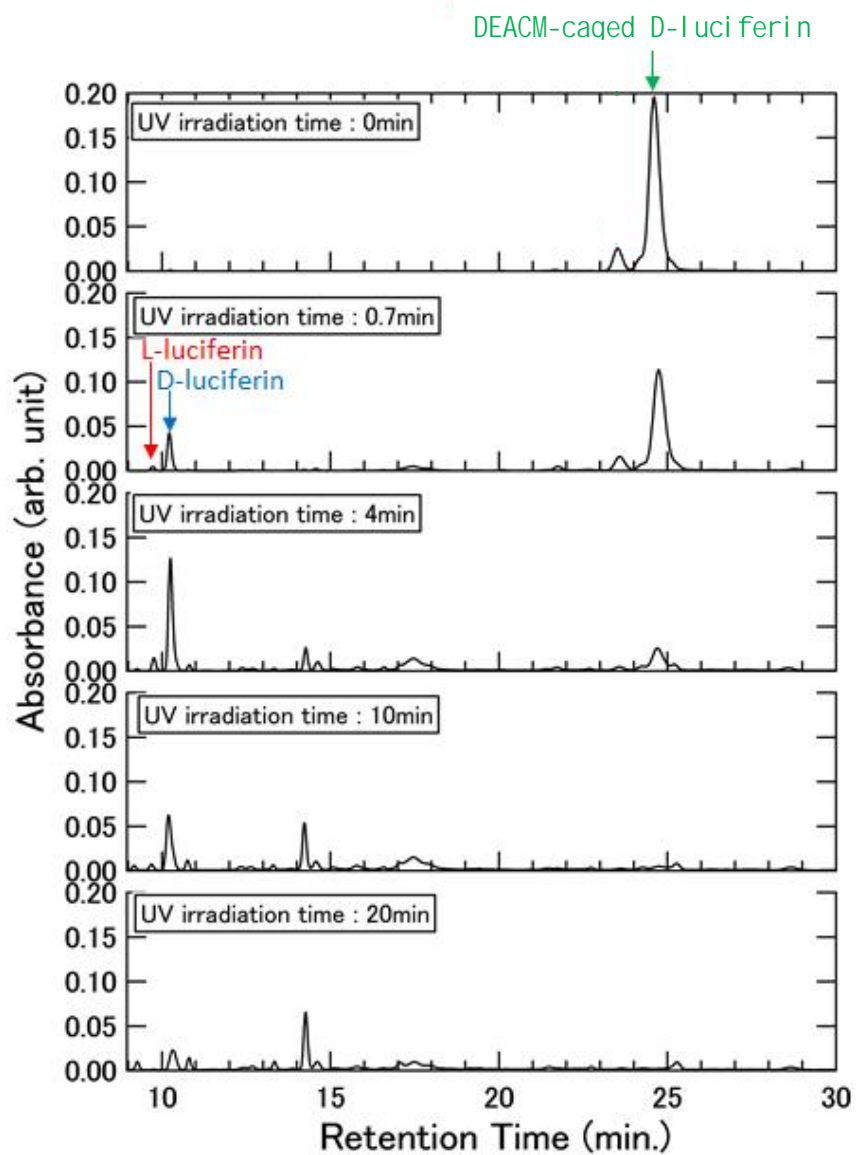 DEACM-caged D-luciferin
0.20
UV irradiation time : 0min
0.15
0.10
0.05
0.00
0.20
UV irradiation time : 0.7min
0.15
L-luciferin
D-luciferin
0.10
0.05
0.00
0.20
UV irradiation time : 4min
0.15
0.10
0.05
0.00
0.20
UV irradiation time : 10min
0.15
0.10
0.05
0.00
0.20
UV irradiation time : 20min
0.15
0.10
0.05
0.00
Absorbance (arb. unit)
10 15 20 25 30
Retention Time (min.)